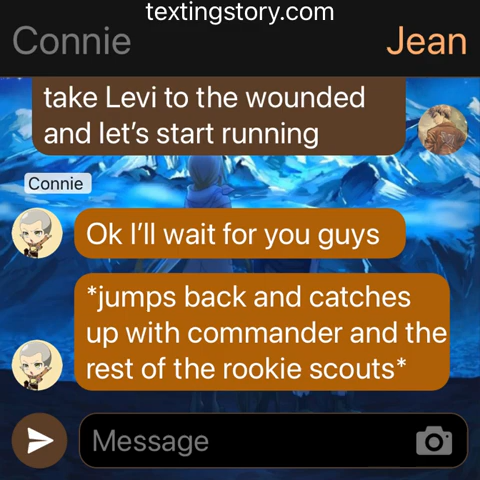 textingstory.com
Connie
Jean
take Levi to the wounded
and let’s start running
Connie
Ok I’ll wait for you guys
*jumps back and catches
up with commander and the
rest of the rookie scouts*
Message